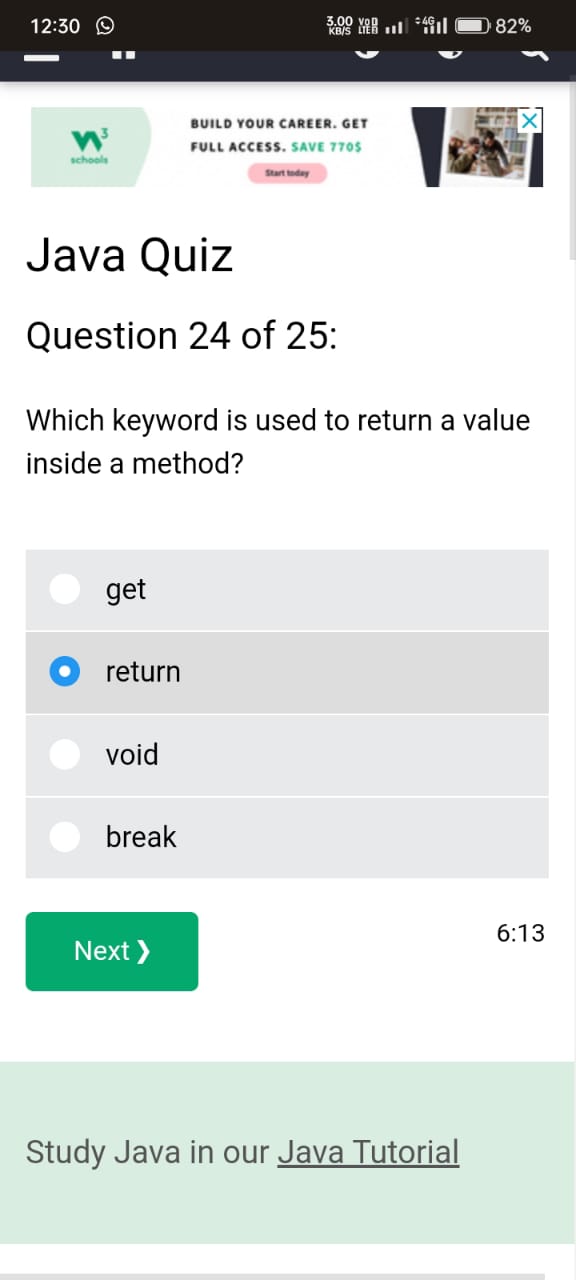 12:30 3.00 KB/S VoD LTE 4G 82%
W3 schools
BUILD YOUR CAREER. GET
FULL ACCESS. SAVE 770$
Start today
Java Quiz
Question 24 of 25:
Which keyword is used to return a value
inside a method?
get
return
void
break
Next ❯
6:13
Study Java in our Java Tutorial